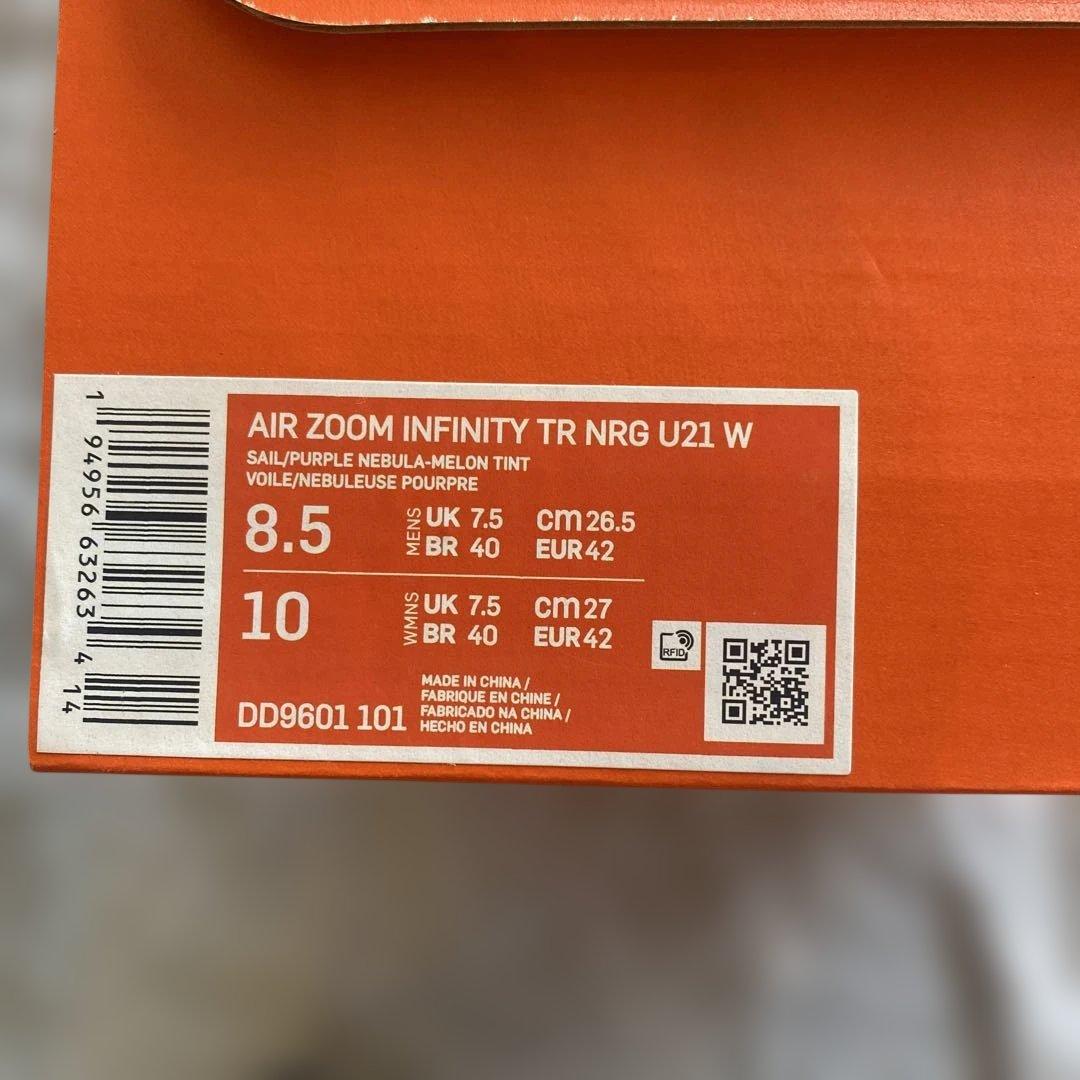 AIR ZOOM INFINITY TR NRG U21 W
SAIL/PURPLE NEBULA-MELON TINT
VOILE/NEBULEUSE POURPRE
8.5 MENS UK 7.5 cm 26.5
BR 40 EUR 42
10 WMNS UK 7.5 cm 27
BR 40 EUR 42
RFID
MADE IN CHINA /
FABRIQUE EN CHINE /
FABRICADO NA CHINA /
HECHO EN CHINA
DD9601 101
1 94956 63263 4 14